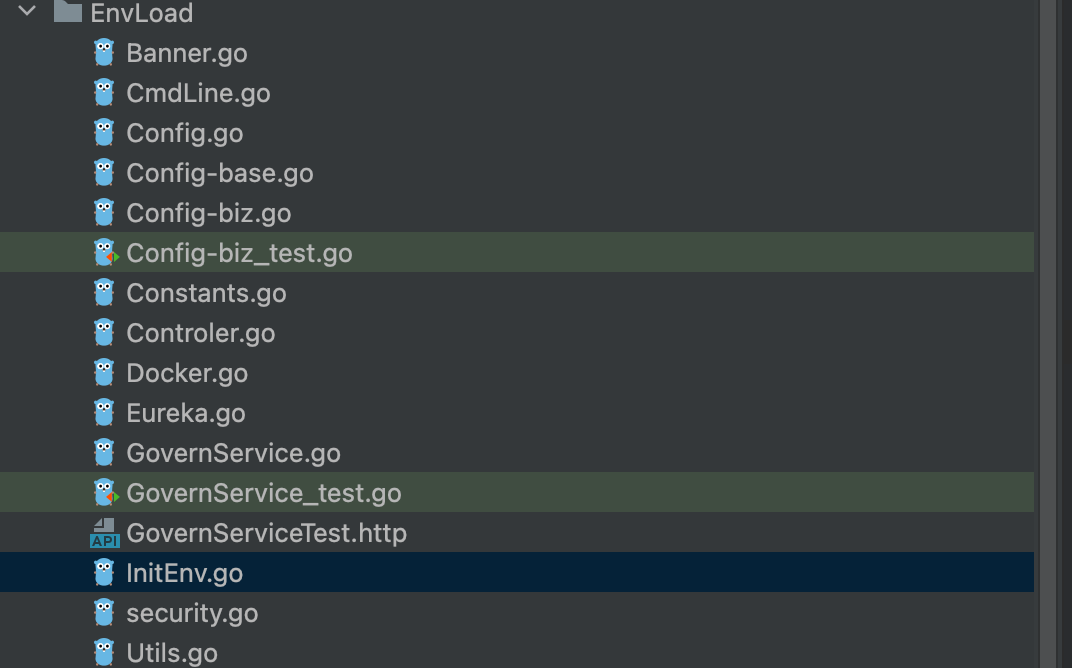 EnvLoad
Banner.go
CmdLine.go
Config.go
Config-base.go
Config-biz.go
Config-biz_test.go
Constants.go
Controler.go
Docker.go
Eureka.go
GovernService.go
GovernService_test.go
API GovernServiceTest.http
InitEnv.go
security.go
Utils.go